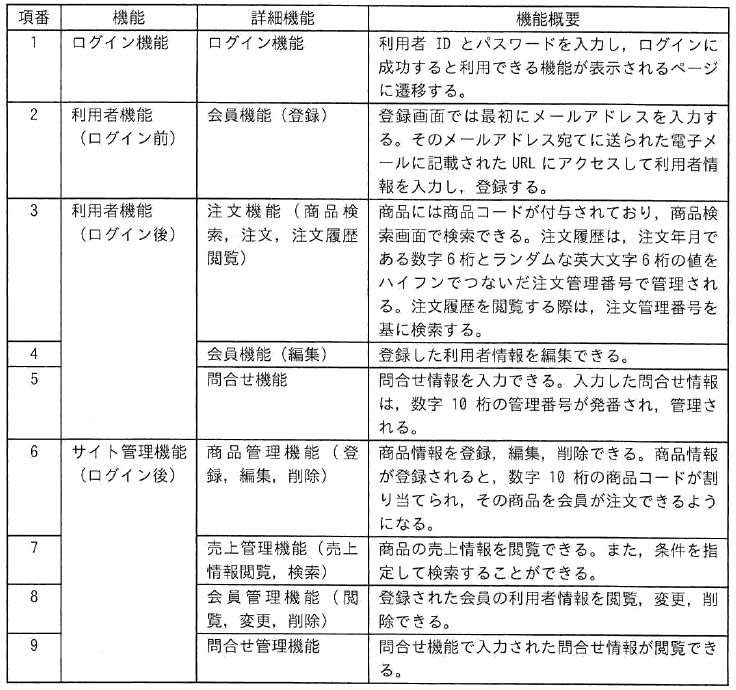 項番 機能 詳細機能 機能概要
1 ログイン機能 ログイン機能 利用者 ID とパスワードを入力し，ログインに
成功すると利用できる機能が表示されるページ
に遷移する。
2 利用者機能 会員機能（登録） 登録画面では最初にメールアドレスを入力す
（ログイン前） る。そのメールアドレス宛てに送られた電子メ
ールに記載された URL にアクセスして利用者情
報を入力し，登録する。
3 利用者機能 注文機能（商品検 商品には商品コードが付与されており，商品検
（ログイン後） 索，注文，注文履歴 索画面で検索できる。注文履歴は，注文年月で
閲覧） ある数字6桁とランダムな英大文字6桁の値を
ハイフンでつないだ注文管理番号で管理され
る。注文履歴を閲覧する際は，注文管理番号を
基に検索する。
4 会員機能（編集） 登録した利用者情報を編集できる。
5 問合せ機能 問合せ情報を入力できる。入力した問合せ情報
は，数字 10 桁の管理番号が発番され，管理さ
れる。
6 サイト管理機能 商品管理機能（登 商品情報を登録，編集，削除できる。商品情報
（ログイン後） 録，編集，削除） が登録されると，数字 10 桁の商品コードが割
り当てられ，その商品を会員が注文できるよう
になる。
7 売上管理機能（売上 商品の売上情報を閲覧できる。また，条件を指
情報閲覧，検索） 定して検索することができる。
8 会員管理機能（閲 登録された会員の利用者情報を閲覧，変更，削
覧，変更，削除） 除できる。
9 問合せ管理機能 問合せ機能で入力された問合せ情報が閲覧でき
る。